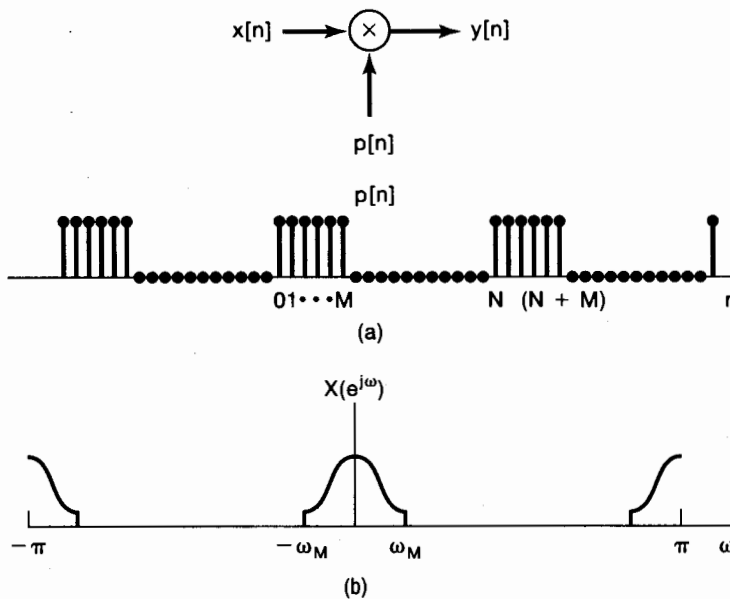 x[n] × y[n]
p[n]
p[n]
01•••M N (N + M) n
(a)
X(e^{jω})
-π -ω_M ω_M π ω
(b)